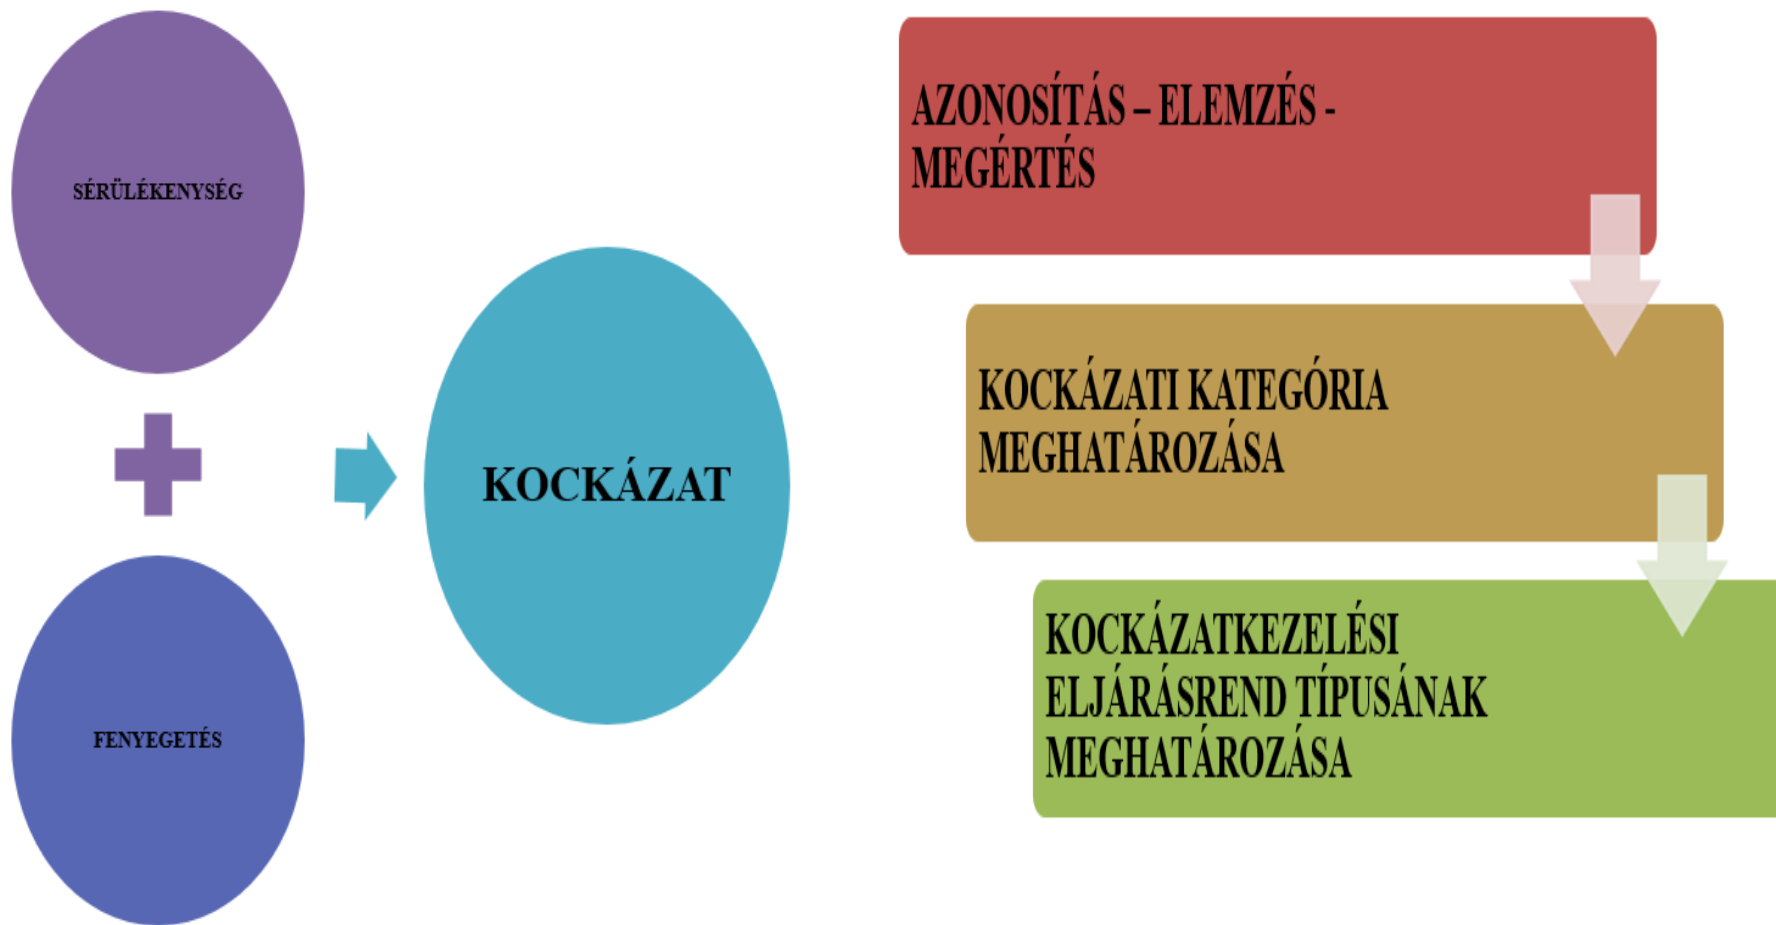 SÉRÜLÉKENYSÉG
FENYEGETÉS
KOCKÁZAT
AZONOSÍTÁS – ELEMZÉS -
MEGÉRTÉS
KOCKÁZATI KATEGÓRIA
MEGHATÁROZÁSA
KOCKÁZATKEZELÉSI
ELJÁRÁSREND TÍPUSÁNAK
MEGHATÁROZÁSA